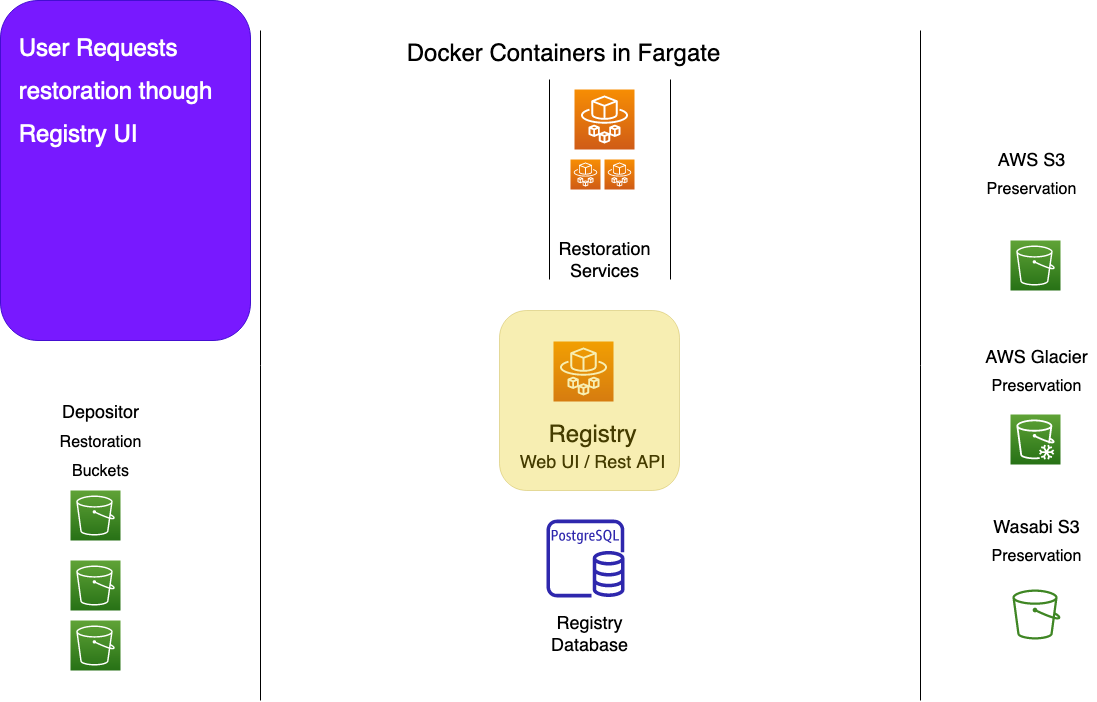 User Requests
restoration though
Registry UI
Docker Containers in Fargate
Restoration
Services
Registry
Web UI / Rest API
PostgreSQL
Registry
Database
Depositor
Restoration
Buckets
AWS S3
Preservation
AWS Glacier
Preservation
Wasabi S3
Preservation